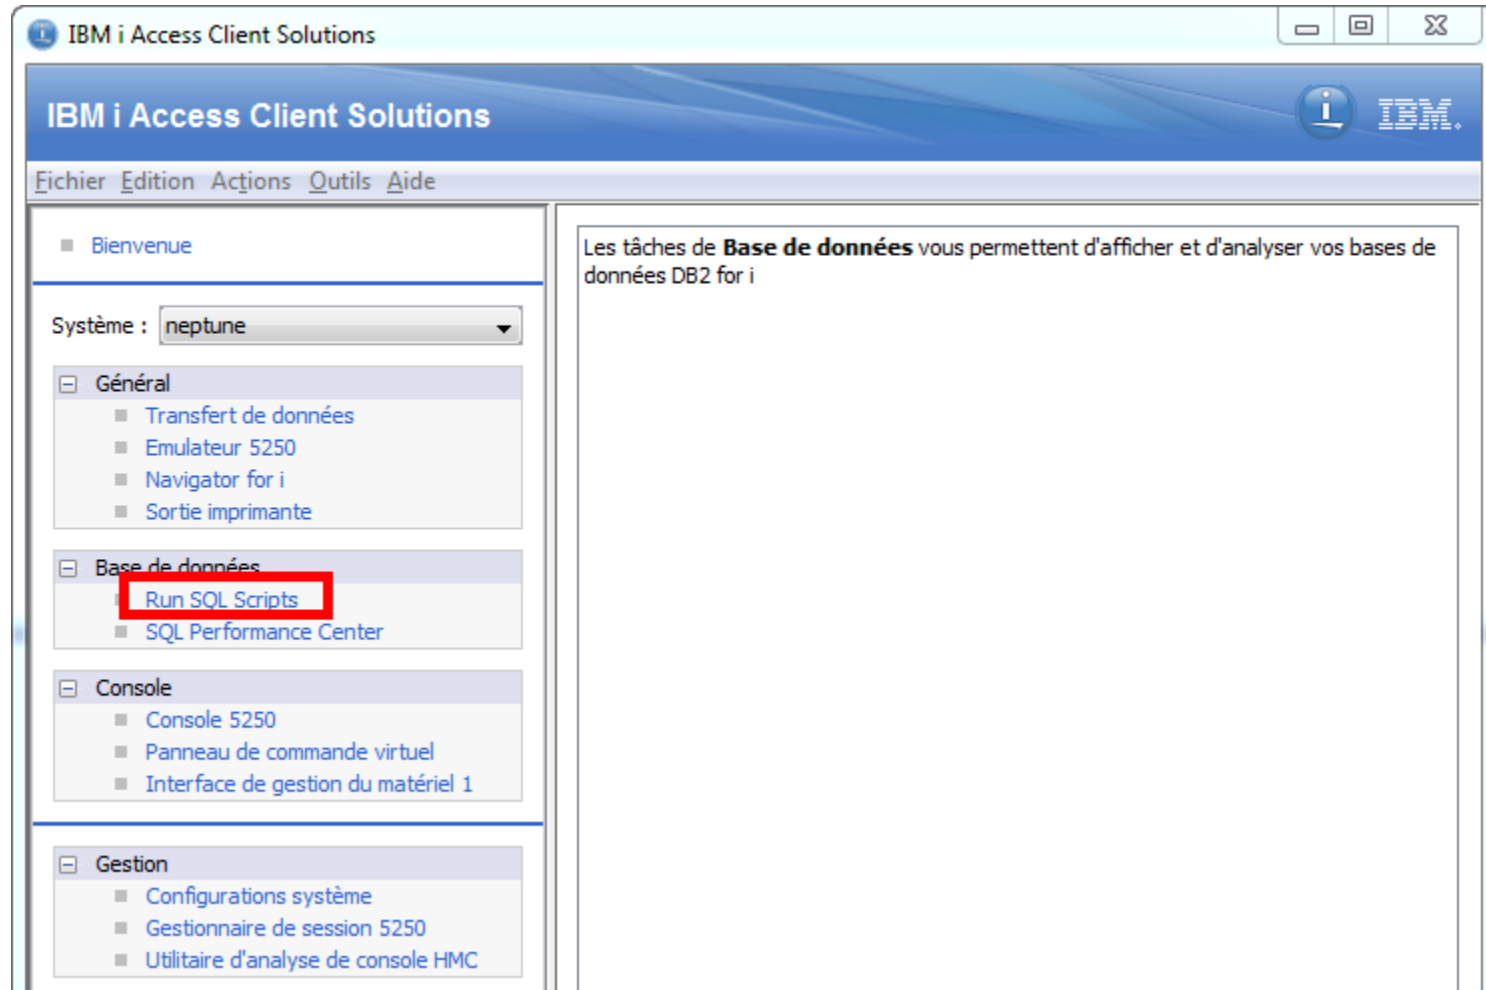 IBM i Access Client Solutions
IBM i Access Client Solutions
IBM.
Fichier Edition Actions Outils Aide
Bienvenue
Système : neptune
Général
Transfert de données
Emulateur 5250
Navigator for i
Sortie imprimante
Base de données
Run SQL Scripts
SQL Performance Center
Console
Console 5250
Panneau de commande virtuel
Interface de gestion du matériel 1
Gestion
Configurations système
Gestionnaire de session 5250
Utilitaire d'analyse de console HMC
Les tâches de Base de données vous permettent d'afficher et d'analyser vos bases de
données DB2 for i